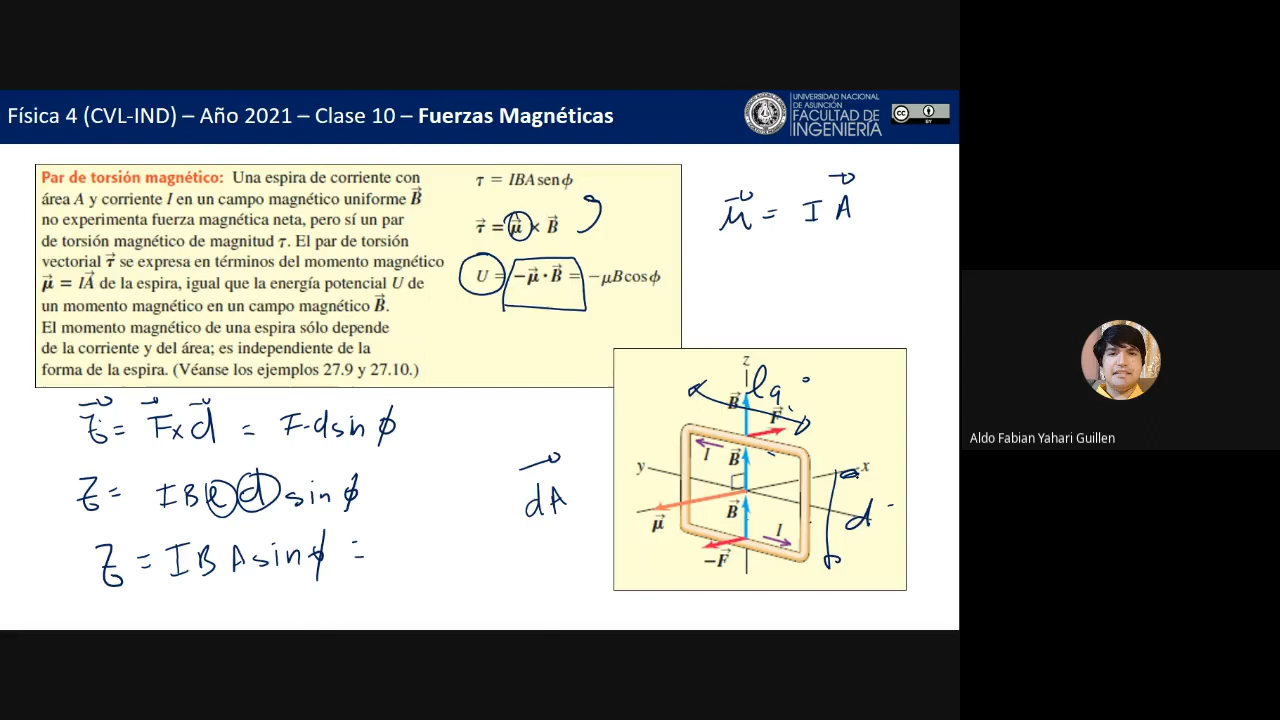 Física 4 (CVL-IND) – Año 2021 – Clase 10 – Fuerzas Magnéticas
UNIVERSIDAD NACIONAL
DE ASUNCIÓN
FACULTAD DE
INGENIERÍA
cc
BY
Par de torsión magnético: Una espira de corriente con
área A y corriente I en un campo magnético uniforme B⃗
no experimenta fuerza magnética neta, pero sí un par
de torsión magnético de magnitud τ. El par de torsión
vectorial τ⃗ se expresa en términos del momento magnético
μ⃗ = IA⃗ de la espira, igual que la energía potencial U de
un momento magnético en un campo magnético B⃗.
El momento magnético de una espira sólo depende
de la corriente y del área; es independiente de la
forma de la espira. (Véanse los ejemplos 27.9 y 27.10.)
τ = IBA sen ϕ
τ⃗ = μ⃗ × B⃗
U = −μ⃗ · B⃗ = −μB cos ϕ
μ⃗ = I A⃗
τ⃗ = F⃗ x d⃗ = F·d sin ϕ
τ = I B l d sin ϕ
τ = I B A sin ϕ =
dA⃗
z
B⃗
F⃗
I
B⃗
y
x
B⃗
μ⃗
I
−F⃗
d
Aldo Fabian Yahari Guillen